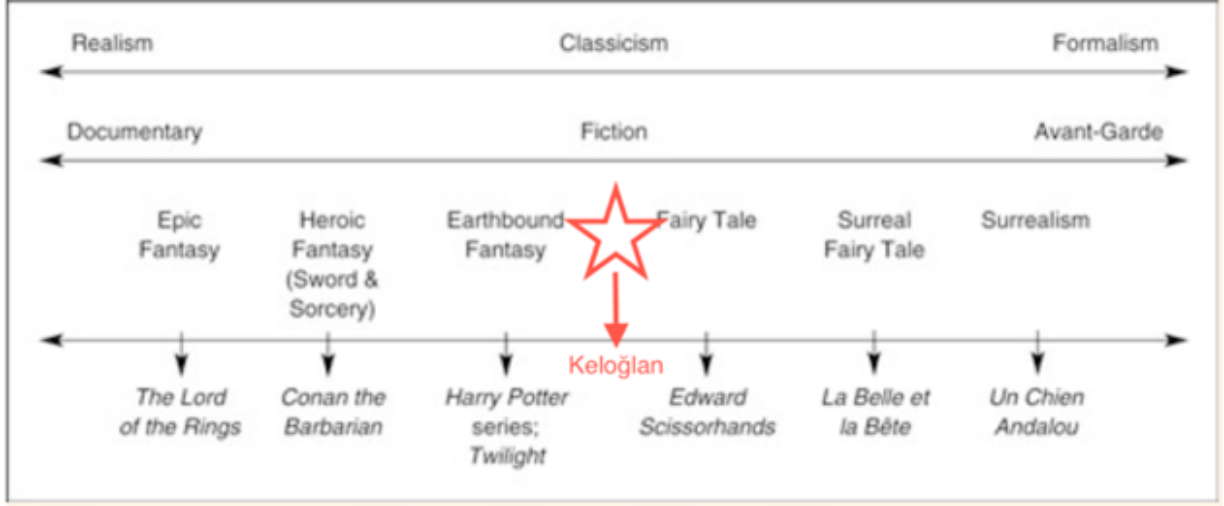 Realism Classicism Formalism
Documentary Fiction Avant-Garde
Epic
Fantasy
Heroic
Fantasy
(Sword &
Sorcery)
Earthbound
Fantasy
Fairy Tale
Surreal
Fairy Tale
Surrealism
The Lord
of the Rings
Conan the
Barbarian
Harry Potter
series;
Twilight
Keloğlan
Edward
Scissorhands
La Belle et
la Bête
Un Chien
Andalou